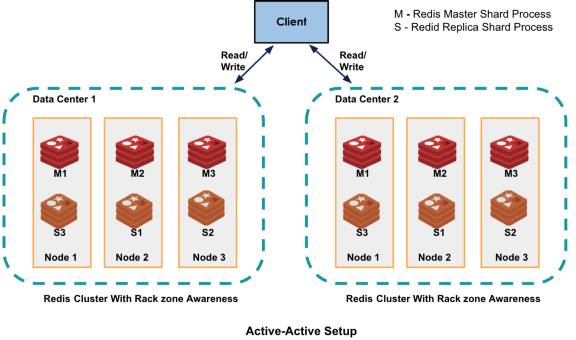 Client
M - Redis Master Shard Process
S - Redid Replica Shard Process
Read/
Write
Read/
Write
Data Center 1
M1
M2
M3
S3
S1
S2
Node 1
Node 2
Node 3
Redis Cluster With Rack zone Awareness
Data Center 2
M1
M2
M3
S3
S1
S2
Node 1
Node 2
Node 3
Redis Cluster With Rack zone Awareness
Active-Active Setup